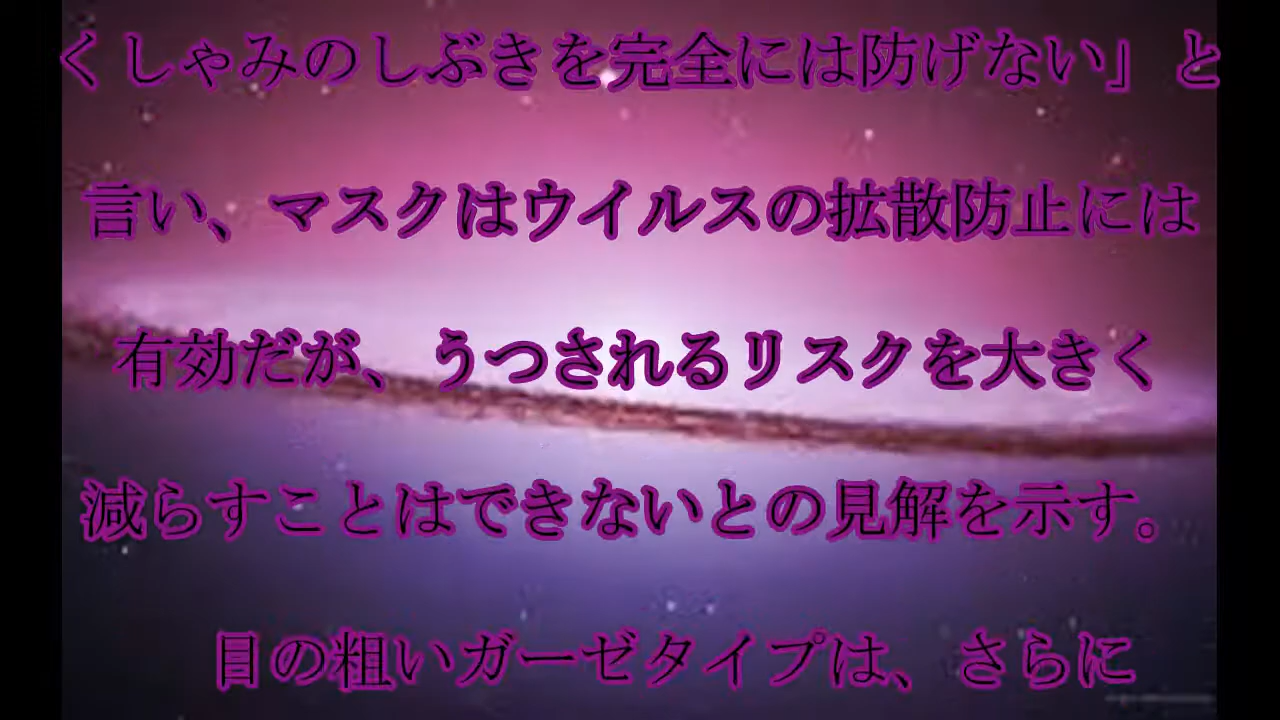 くしゃみのしぶきを完全には防げない」と
言い、マスクはウイルスの拡散防止には
有効だが、うつされるリスクを大きく
減らすことはできないとの見解を示す。
目の粗いガーゼタイプは、さらに